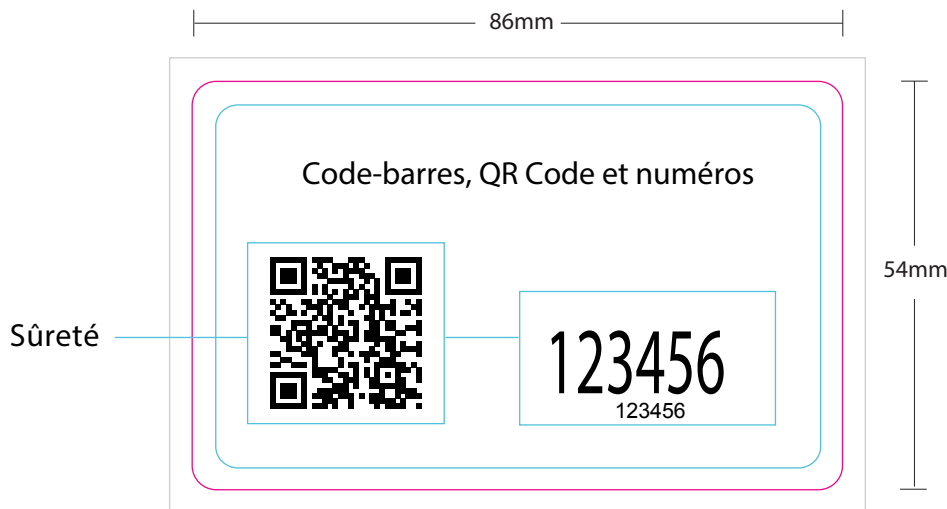 86mm
Code-barres, QR Code et numéros
54mm
Sûreté
123456
123456